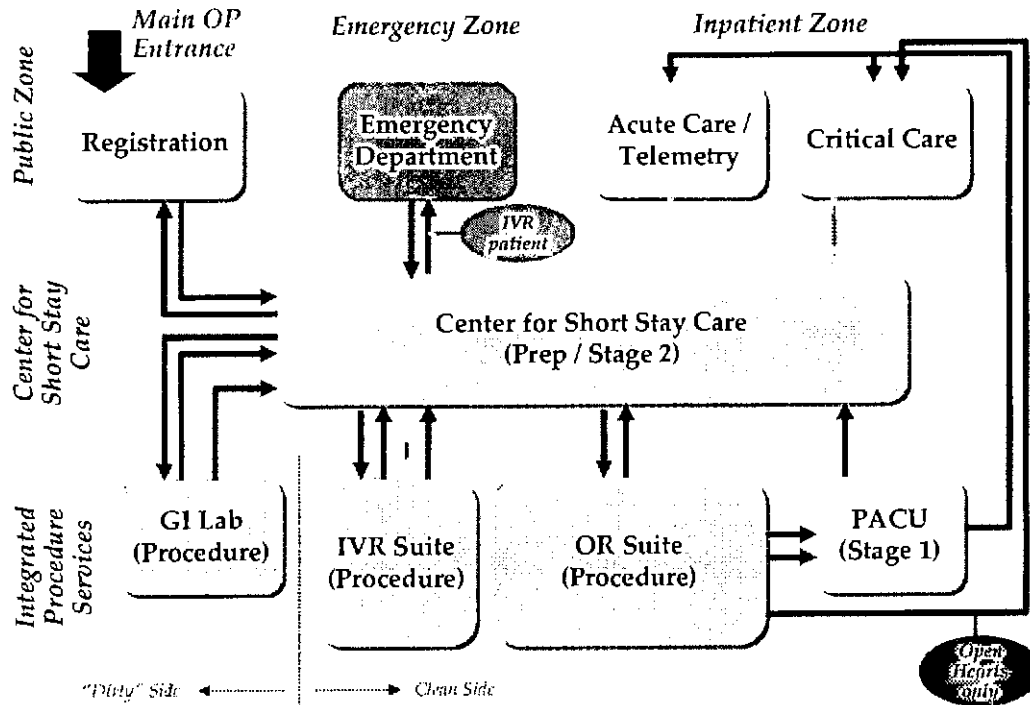 Main OP
Entrance
Emergency Zone
Inpatient Zone
Public Zone
Registration
Emergency
Department
Acute Care /
Telemetry
Critical Care
IVR
patient
Center for
Short Stay
Care
Center for Short Stay Care
(Prep / Stage 2)
Integrated
Procedure
Services
GI Lab
(Procedure)
IVR Suite
(Procedure)
OR Suite
(Procedure)
PACU
(Stage 1)
Open
Hearts
only
"Dirty" Side
Clean Side